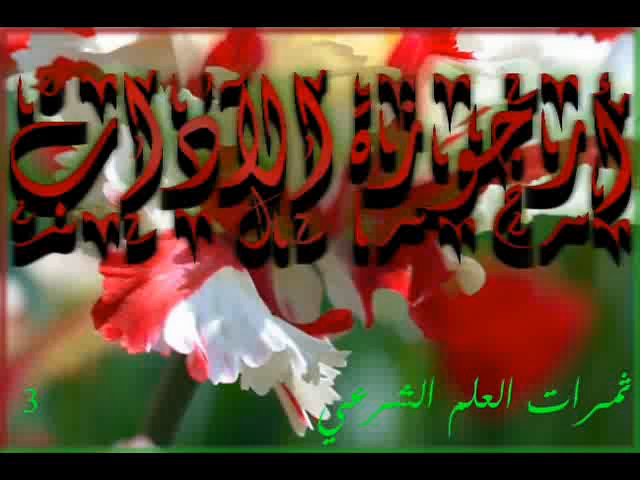 أرجوزة الآداب
ثمرات العلم الشرعي
3